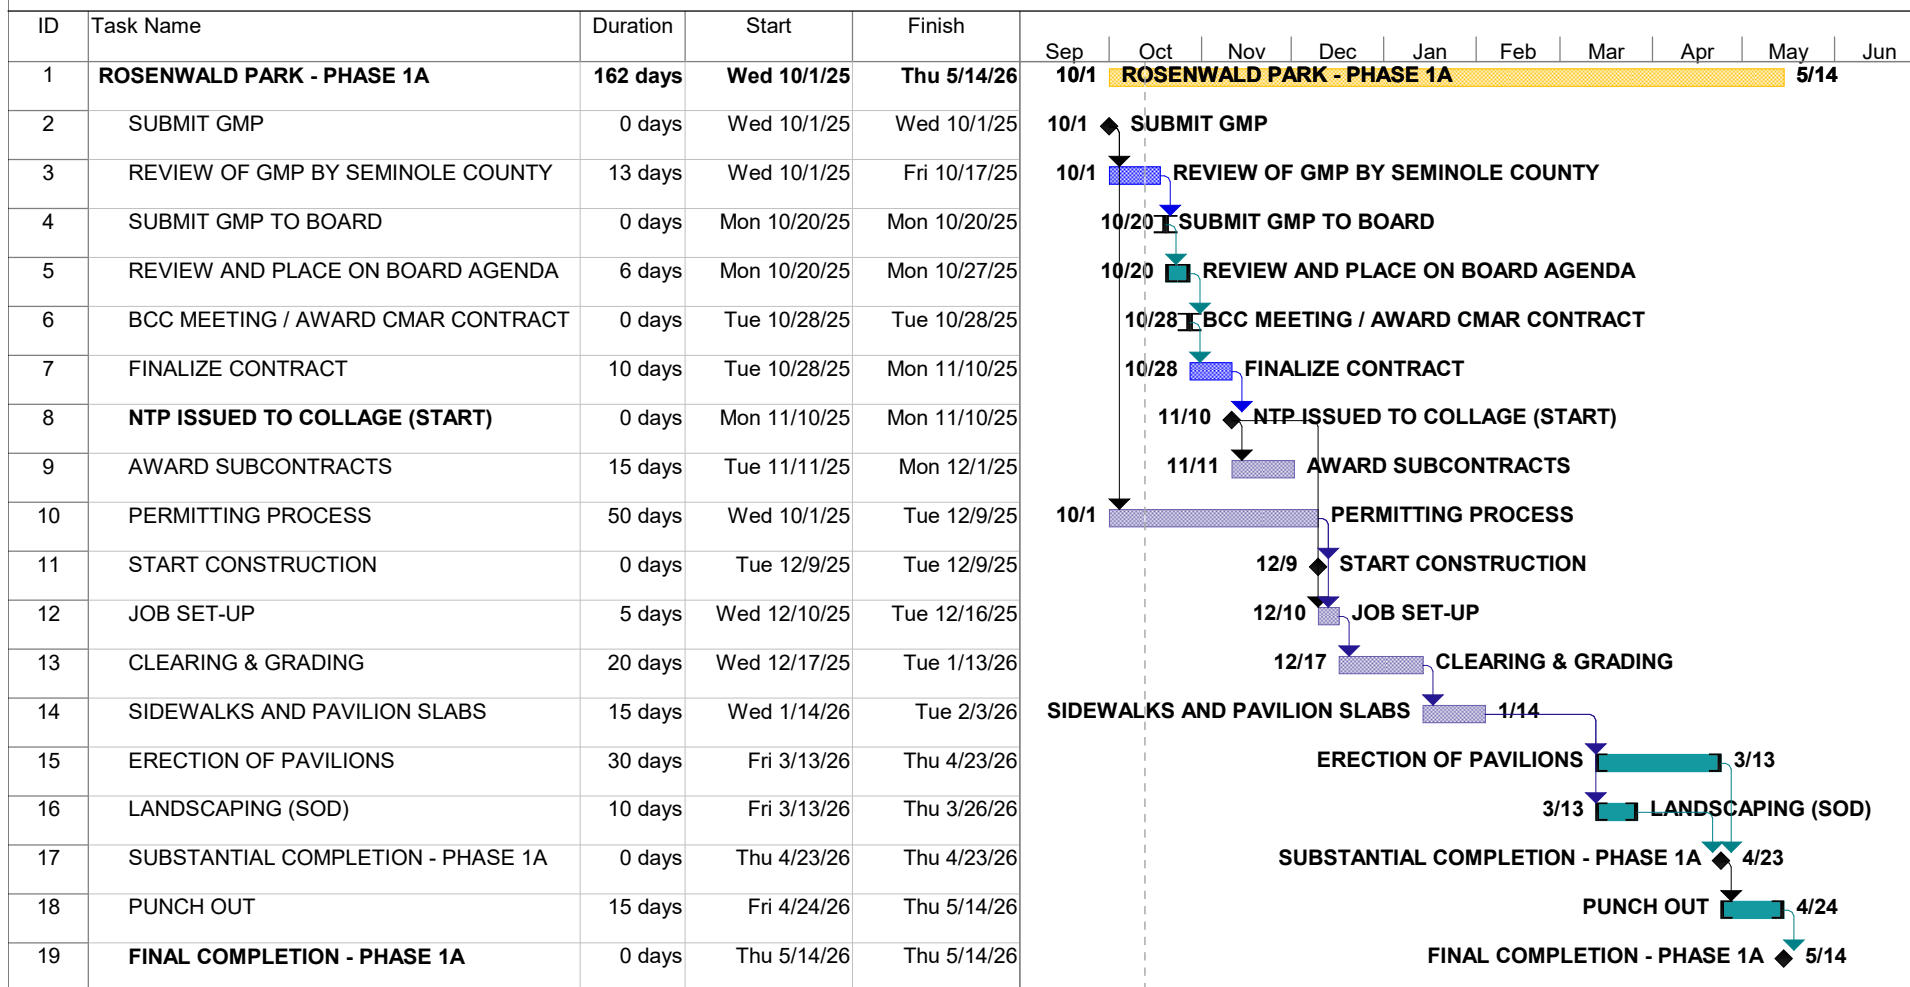 ID Task Name Duration Start Finish
Sep Oct Nov Dec Jan Feb Mar Apr May Jun
1 ROSENWALD PARK - PHASE 1A 162 days Wed 10/1/25 Thu 5/14/26 10/1 ROSENWALD PARK - PHASE 1A 5/14
2 SUBMIT GMP 0 days Wed 10/1/25 Wed 10/1/25 10/1 SUBMIT GMP
3 REVIEW OF GMP BY SEMINOLE COUNTY 13 days Wed 10/1/25 Fri 10/17/25 10/1 REVIEW OF GMP BY SEMINOLE COUNTY
4 SUBMIT GMP TO BOARD 0 days Mon 10/20/25 Mon 10/20/25 10/20 SUBMIT GMP TO BOARD
5 REVIEW AND PLACE ON BOARD AGENDA 6 days Mon 10/20/25 Mon 10/27/25 10/20 REVIEW AND PLACE ON BOARD AGENDA
6 BCC MEETING / AWARD CMAR CONTRACT 0 days Tue 10/28/25 Tue 10/28/25 10/28 BCC MEETING / AWARD CMAR CONTRACT
7 FINALIZE CONTRACT 10 days Tue 10/28/25 Mon 11/10/25 10/28 FINALIZE CONTRACT
8 NTP ISSUED TO COLLAGE (START) 0 days Mon 11/10/25 Mon 11/10/25 11/10 NTP ISSUED TO COLLAGE (START)
9 AWARD SUBCONTRACTS 15 days Tue 11/11/25 Mon 12/1/25 11/11 AWARD SUBCONTRACTS
10 PERMITTING PROCESS 50 days Wed 10/1/25 Tue 12/9/25 10/1 PERMITTING PROCESS
11 START CONSTRUCTION 0 days Tue 12/9/25 Tue 12/9/25 12/9 START CONSTRUCTION
12 JOB SET-UP 5 days Wed 12/10/25 Tue 12/16/25 12/10 JOB SET-UP
13 CLEARING & GRADING 20 days Wed 12/17/25 Tue 1/13/26 12/17 CLEARING & GRADING
14 SIDEWALKS AND PAVILION SLABS 15 days Wed 1/14/26 Tue 2/3/26 SIDEWALKS AND PAVILION SLABS 1/14
15 ERECTION OF PAVILIONS 30 days Fri 3/13/26 Thu 4/23/26 ERECTION OF PAVILIONS 3/13
16 LANDSCAPING (SOD) 10 days Fri 3/13/26 Thu 3/26/26 3/13 LANDSCAPING (SOD)
17 SUBSTANTIAL COMPLETION - PHASE 1A 0 days Thu 4/23/26 Thu 4/23/26 SUBSTANTIAL COMPLETION - PHASE 1A 4/23
18 PUNCH OUT 15 days Fri 4/24/26 Thu 5/14/26 PUNCH OUT 4/24
19 FINAL COMPLETION - PHASE 1A 0 days Thu 5/14/26 Thu 5/14/26 FINAL COMPLETION - PHASE 1A 5/14